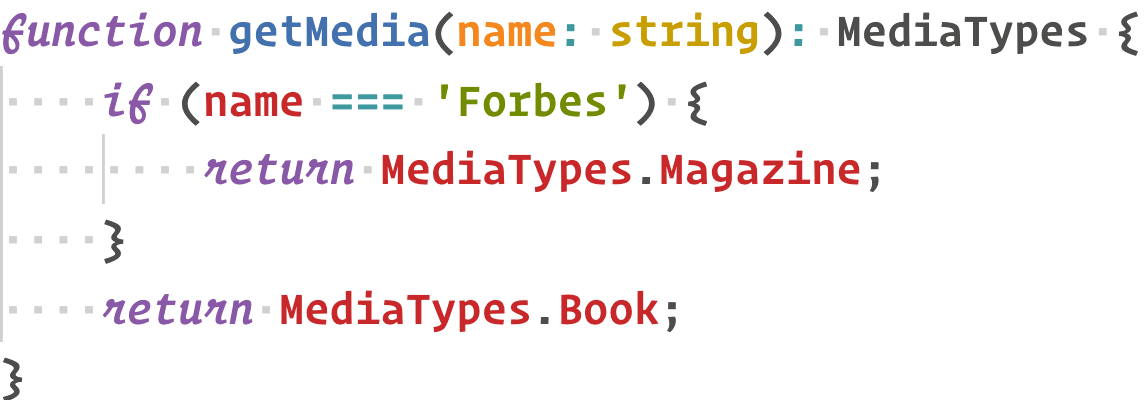 function getMedia(name: string): MediaTypes {
    if (name === 'Forbes') {
        return MediaTypes.Magazine;
    }
    return MediaTypes.Book;
}